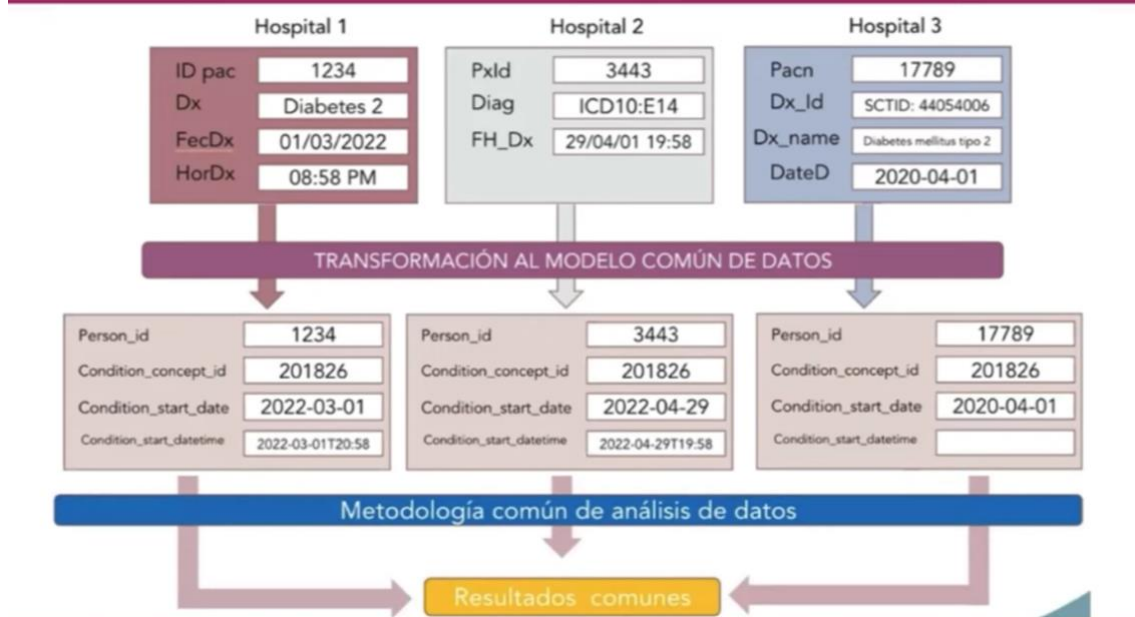 Hospital 1
ID pac 1234
Dx Diabetes 2
FecDx 01/03/2022
HorDx 08:58 PM
Hospital 2
PxId 3443
Diag ICD10:E14
FH_Dx 29/04/01 19:58
Hospital 3
Pacn 17789
Dx_Id SCTID: 44054006
Dx_name Diabetes mellitus tipo 2
DateD 2020-04-01
TRANSFORMACIÓN AL MODELO COMÚN DE DATOS
Person_id 1234
Condition_concept_id 201826
Condition_start_date 2022-03-01
Condition_start_datetime 2022-03-01T20:58
Person_id 3443
Condition_concept_id 201826
Condition_start_date 2022-04-29
Condition_start_datetime 2022-04-29T19:58
Person_id 17789
Condition_concept_id 201826
Condition_start_date 2020-04-01
Condition_start_datetime
Metodología común de análisis de datos
Resultados comunes